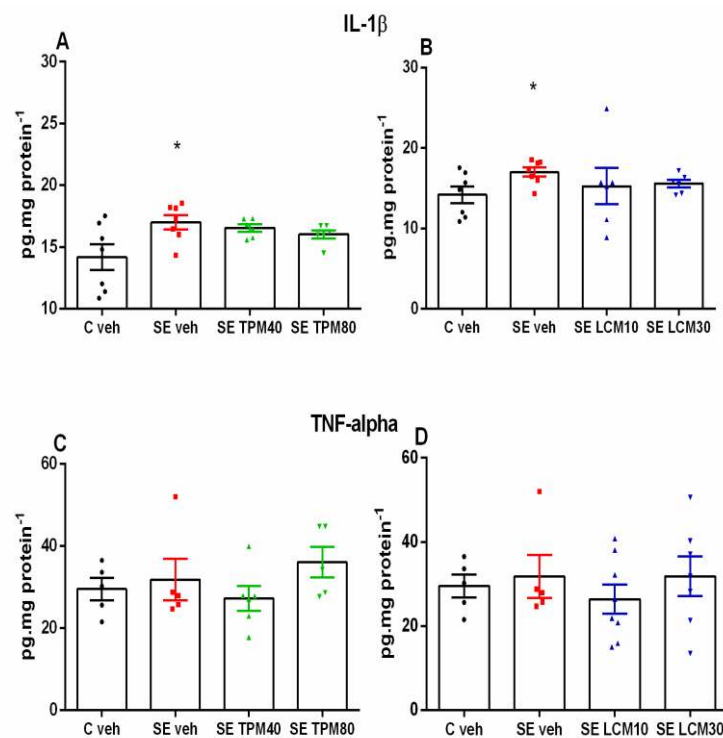 IL-1β
A
pg.mg protein⁻¹
30
25
20
15
10
*
C veh SE veh SE TPM40 SE TPM80
B
pg.mg protein⁻¹
30
20
10
0
*
C veh SE veh SE LCM10 SE LCM30
TNF-alpha
C
pg.mg protein⁻¹
60
40
20
0
C veh SE veh SE TPM40 SE TPM80
D
pg.mg protein⁻¹
60
40
20
0
C veh SE veh SE LCM10 SE LCM30